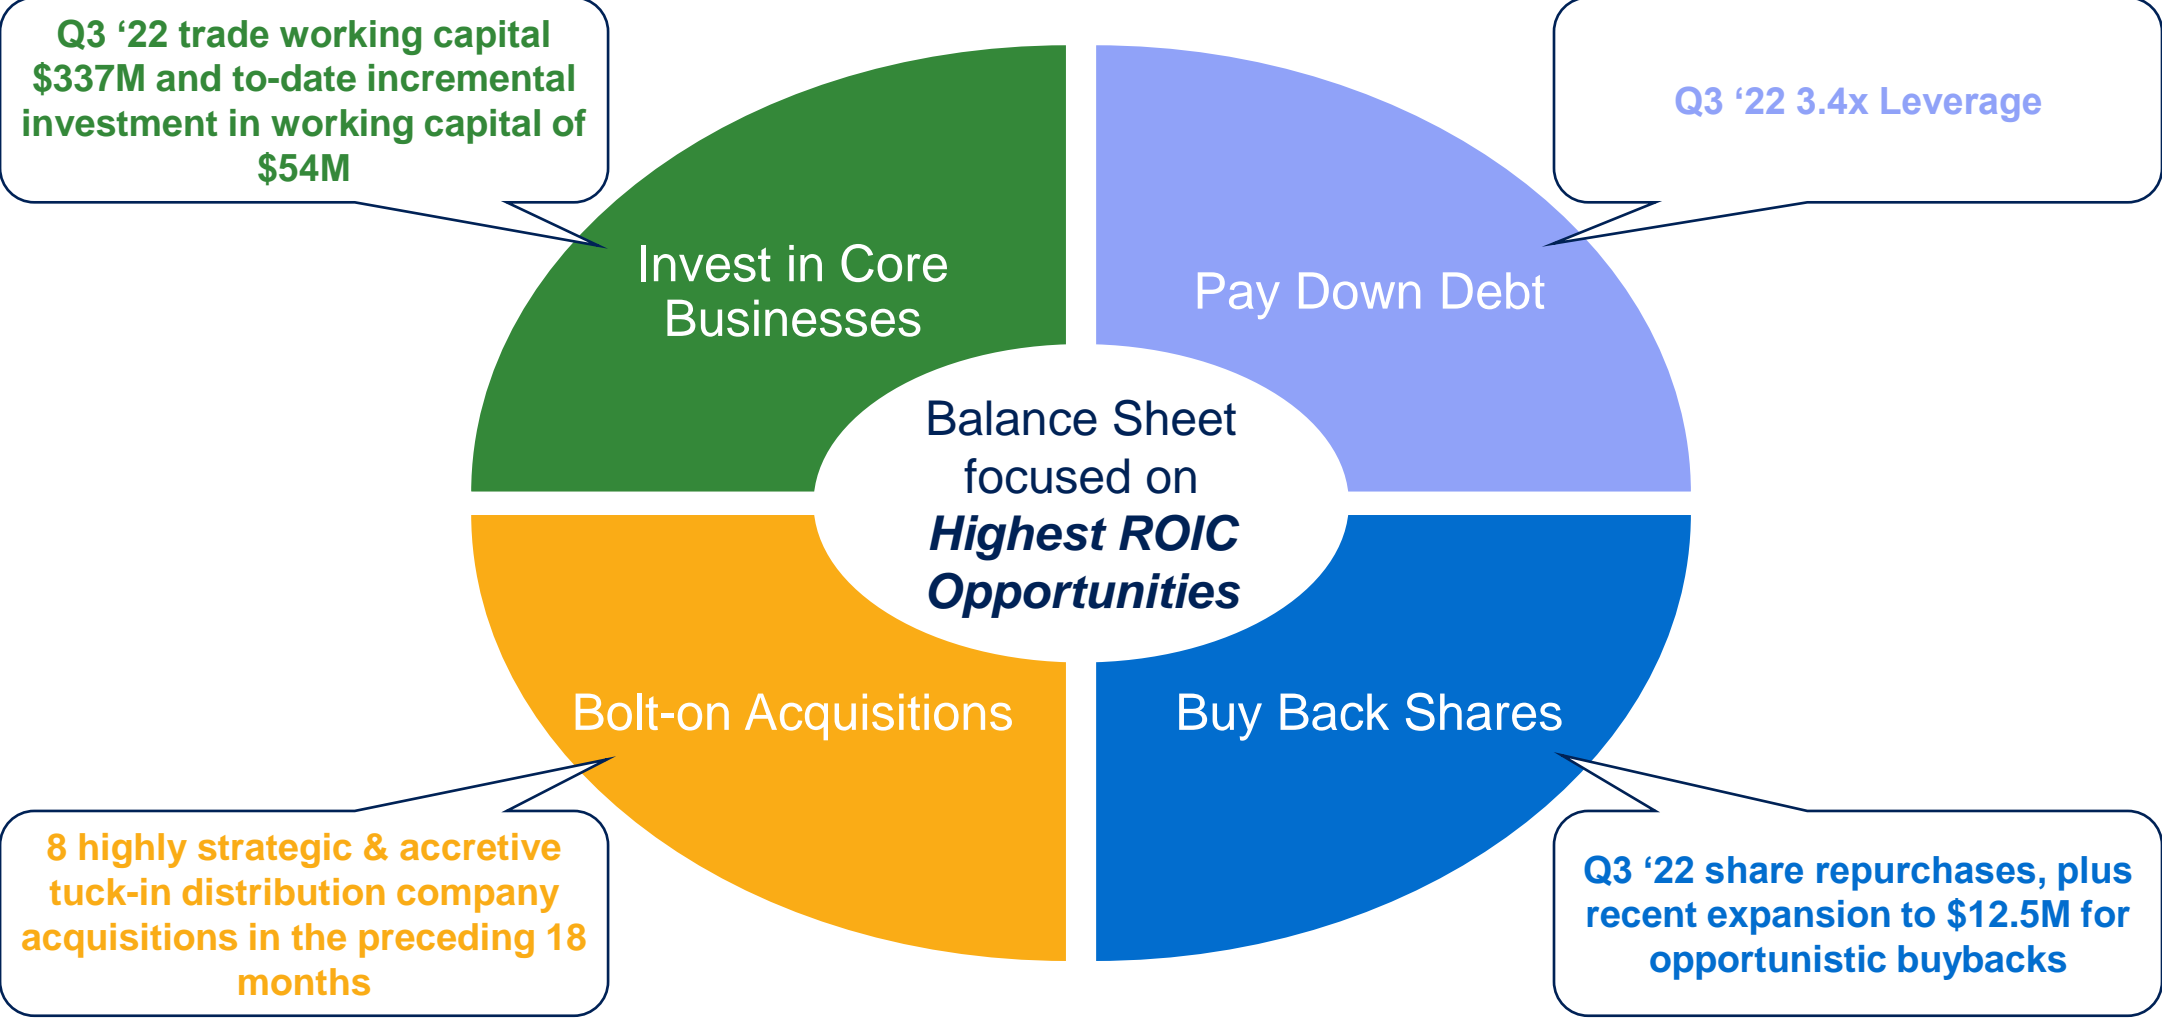 Q3 ‘22 trade working capital
$337M and to-date incremental
investment in working capital of
$54M
Q3 ‘22 3.4x Leverage
Invest in Core
Businesses
Pay Down Debt
Balance Sheet
focused on
Highest ROIC
Opportunities
Bolt-on Acquisitions
Buy Back Shares
8 highly strategic & accretive
tuck-in distribution company
acquisitions in the preceding 18
months
Q3 ‘22 share repurchases, plus
recent expansion to $12.5M for
opportunistic buybacks